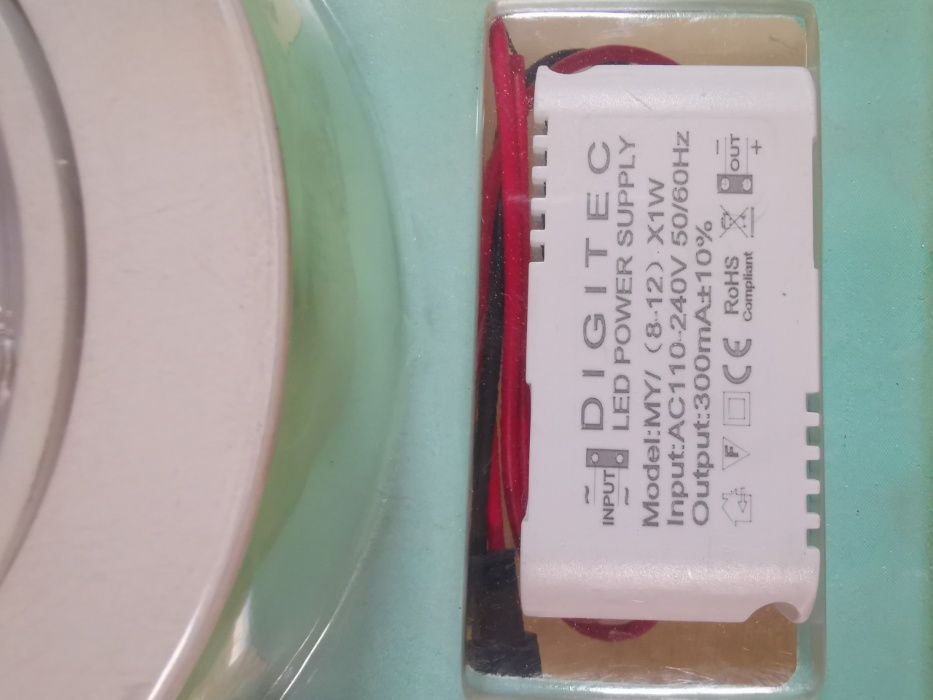 DIGITEC
LED POWER SUPPLY
INPUT
Model:MY/（8-12）X1W
Input:AC110-240V 50/60Hz
Output:300mA±10%
F
CE
RoHS
Compliant
OUT